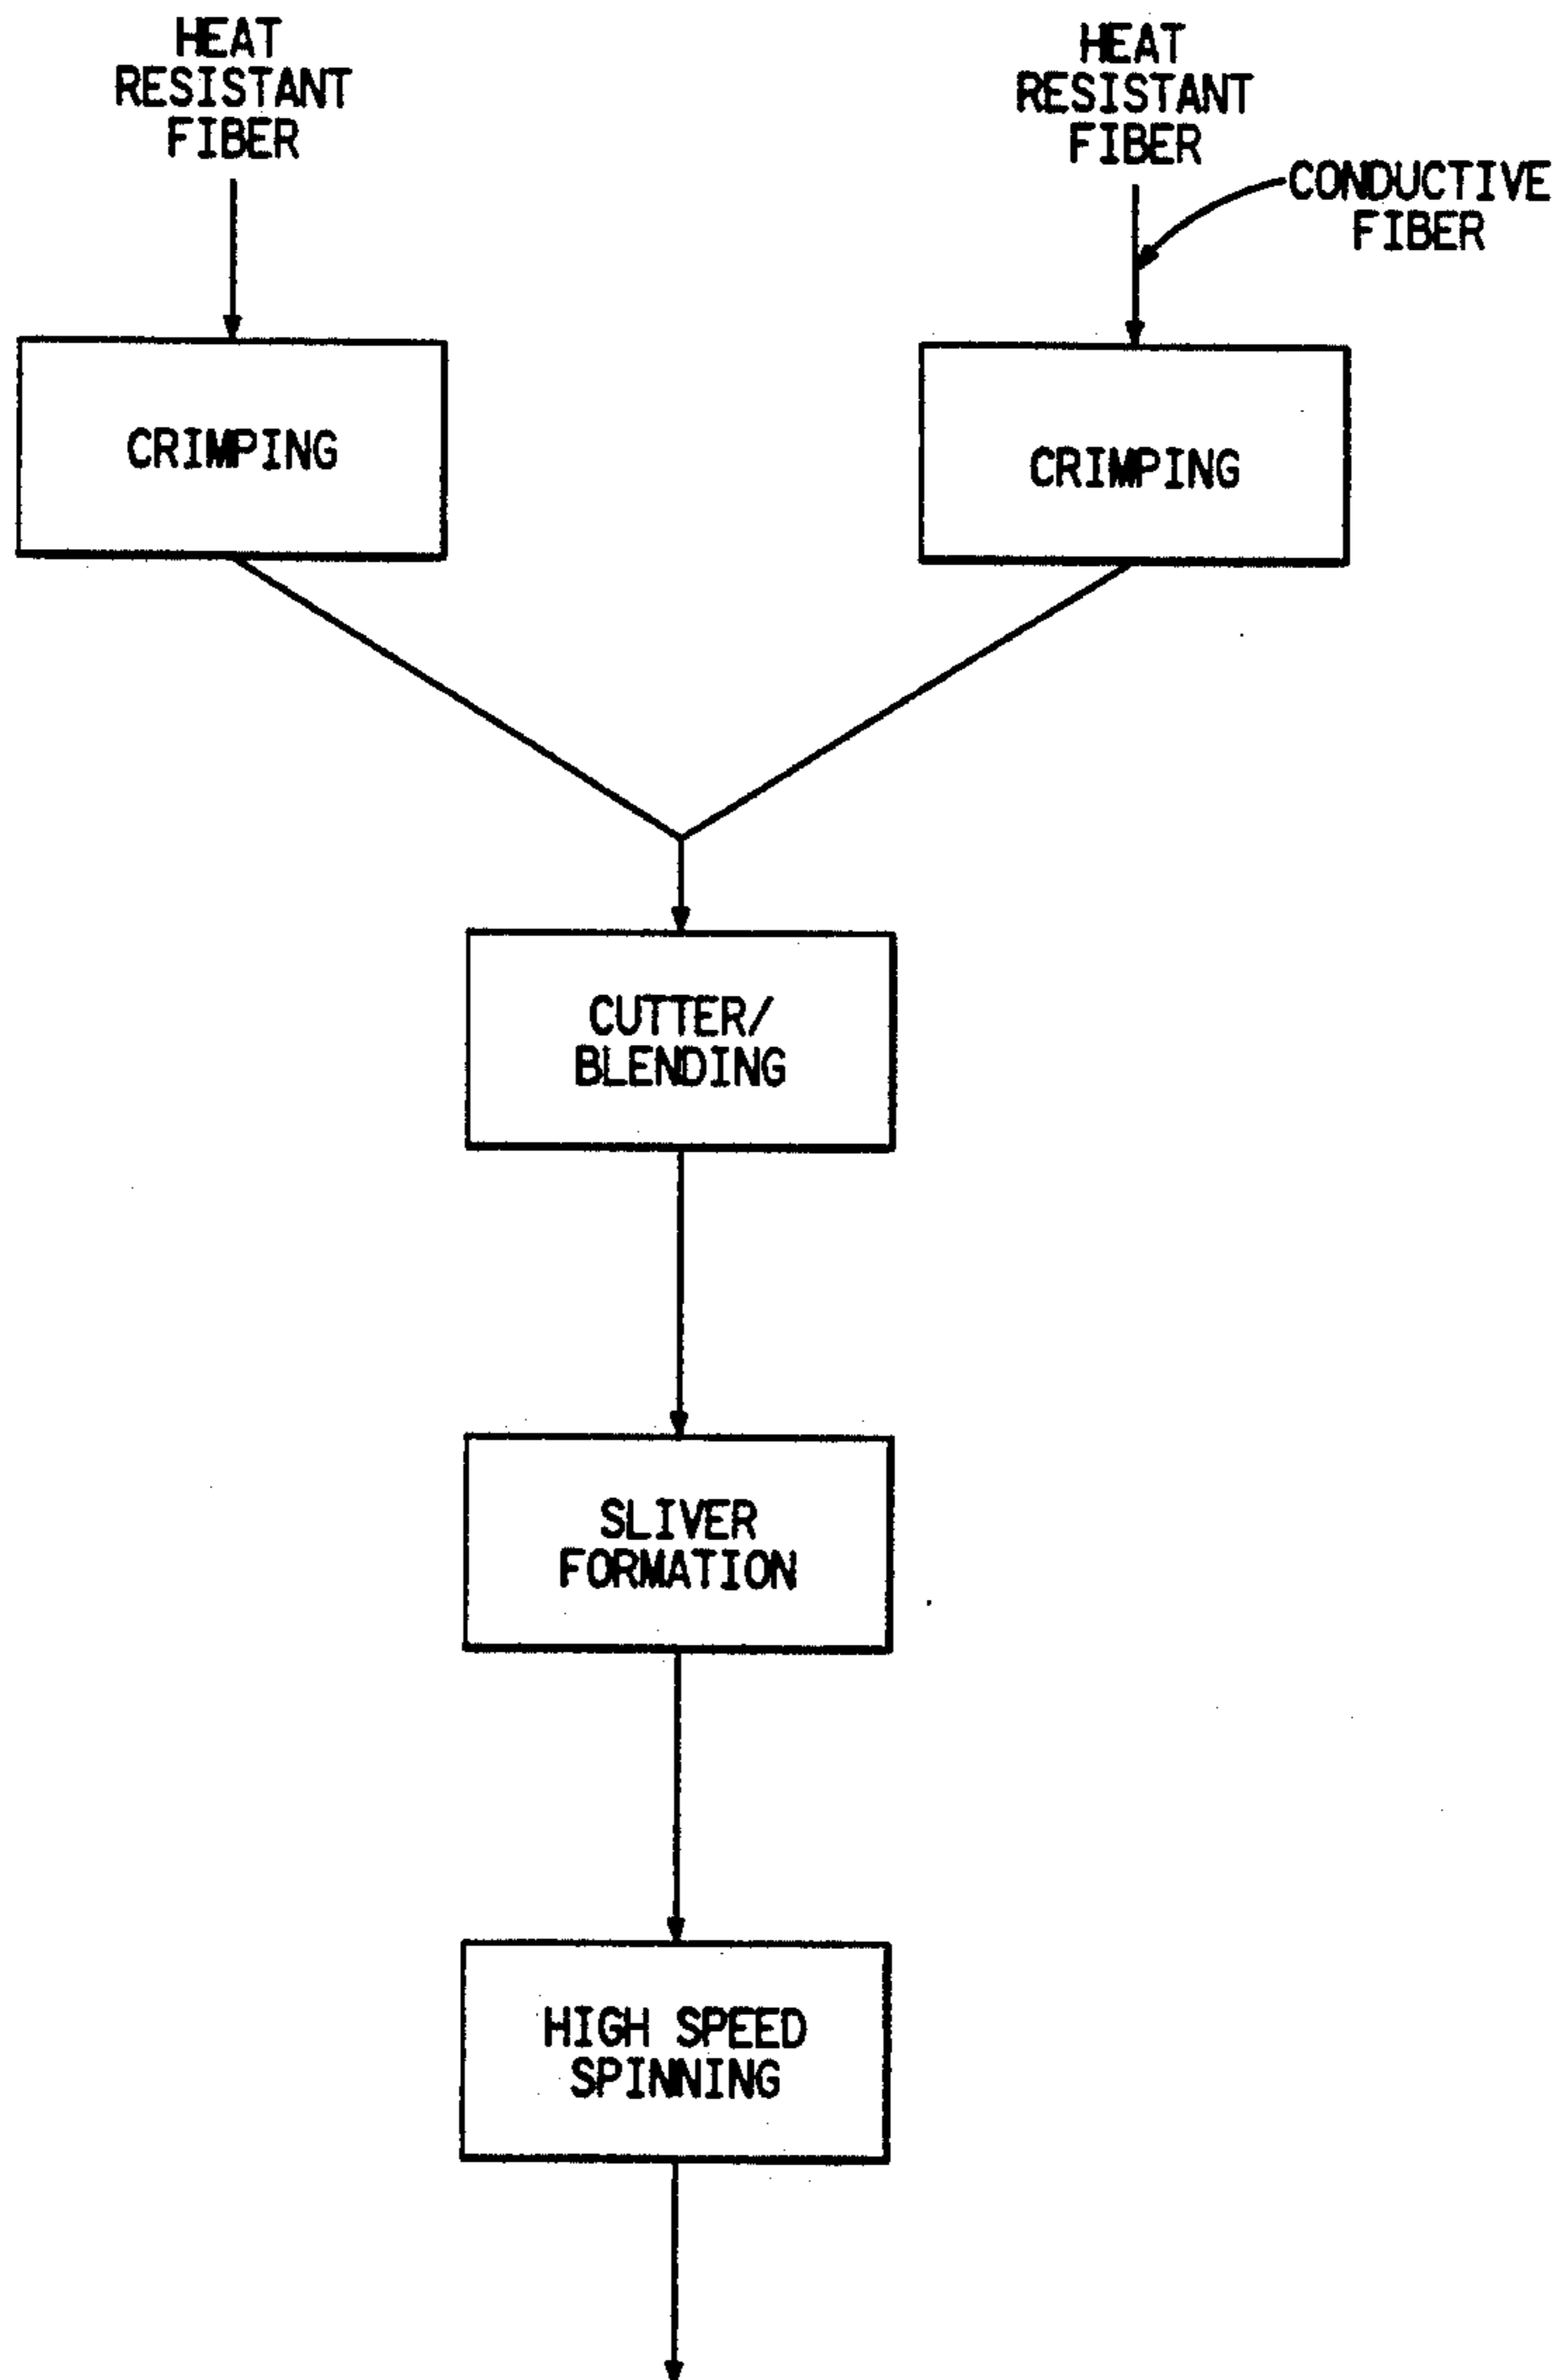 HEAT
RESISTANT
FIBER
HEAT
RESISTANT
FIBER
CONDUCTIVE
FIBER
CRIMPING
CRIMPING
CUTTER/
BLENDING
SLIVER
FORMATION
HIGH SPEED
SPINNING